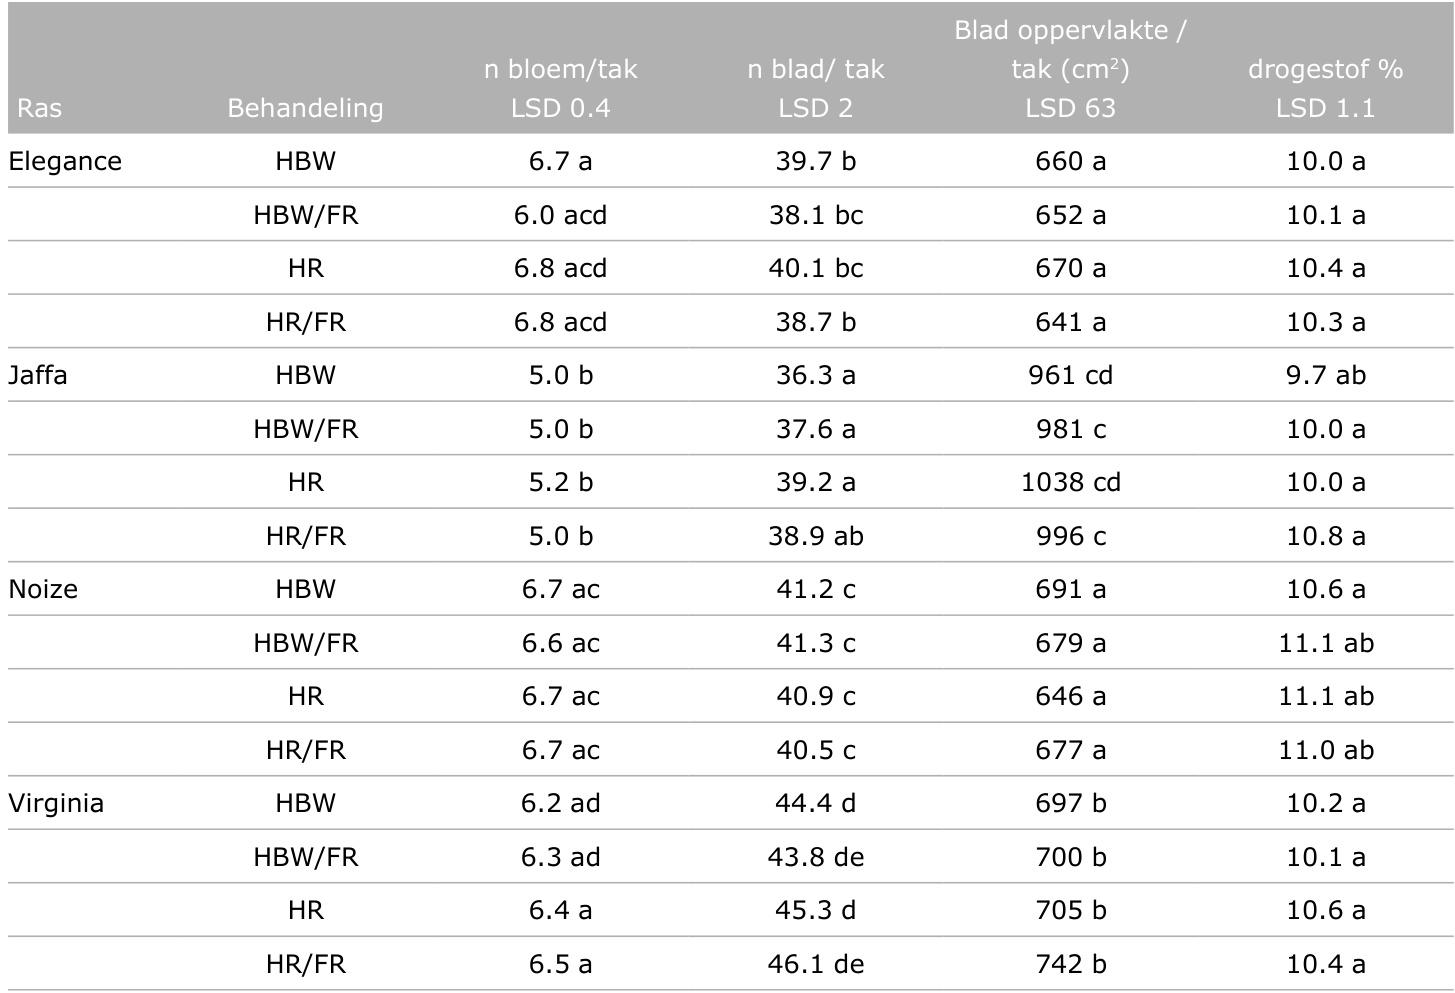 Ras Behandeling n bloem/tak LSD 0.4 n blad/ tak LSD 2 Blad oppervlakte / tak (cm²) LSD 63 drogestof % LSD 1.1
Elegance HBW 6.7 a 39.7 b 660 a 10.0 a
HBW/FR 6.0 acd 38.1 bc 652 a 10.1 a
HR 6.8 acd 40.1 bc 670 a 10.4 a
HR/FR 6.8 acd 38.7 b 641 a 10.3 a
Jaffa HBW 5.0 b 36.3 a 961 cd 9.7 ab
HBW/FR 5.0 b 37.6 a 981 c 10.0 a
HR 5.2 b 39.2 a 1038 cd 10.0 a
HR/FR 5.0 b 38.9 ab 996 c 10.8 a
Noize HBW 6.7 ac 41.2 c 691 a 10.6 a
HBW/FR 6.6 ac 41.3 c 679 a 11.1 ab
HR 6.7 ac 40.9 c 646 a 11.1 ab
HR/FR 6.7 ac 40.5 c 677 a 11.0 ab
Virginia HBW 6.2 ad 44.4 d 697 b 10.2 a
HBW/FR 6.3 ad 43.8 de 700 b 10.1 a
HR 6.4 a 45.3 d 705 b 10.6 a
HR/FR 6.5 a 46.1 de 742 b 10.4 a